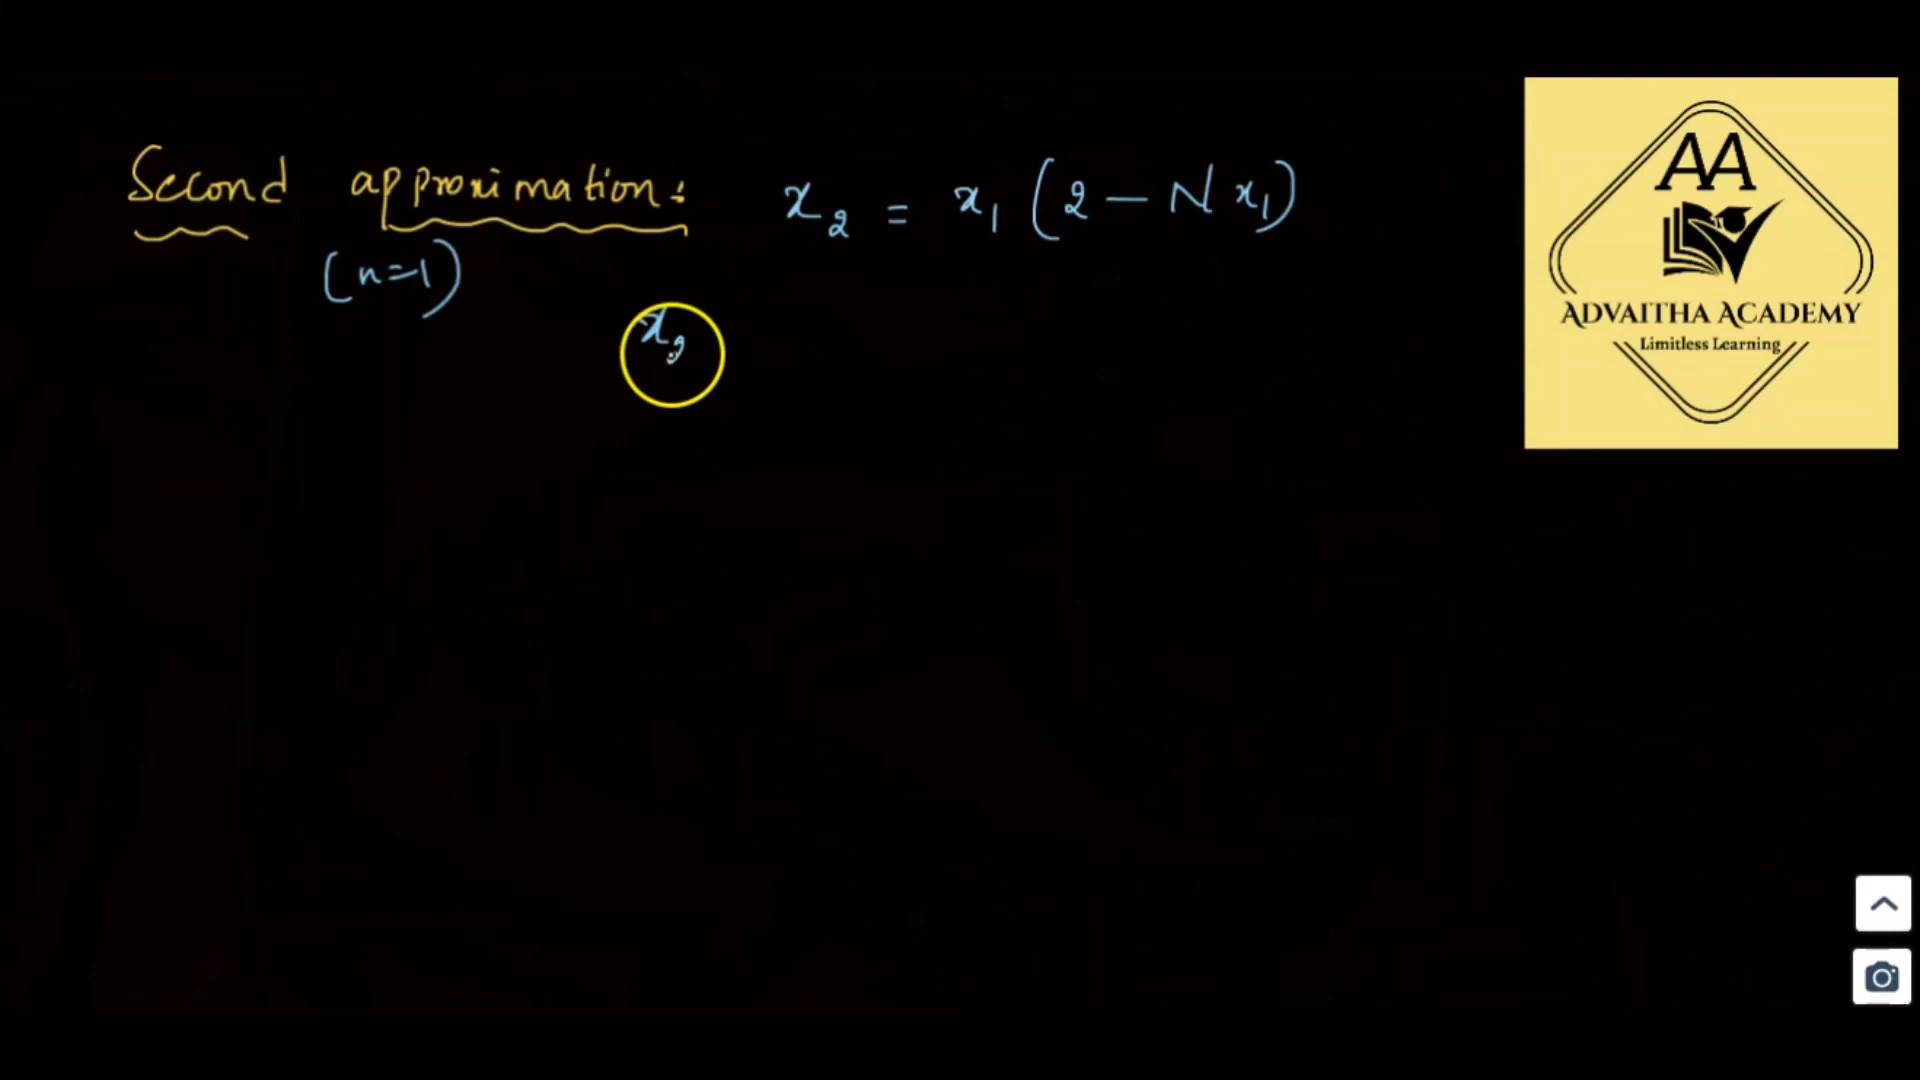 Second approximation: x₂ = x₁ (2 − N x₁)
(n=1)
x₂
AA
ADVAITHA ACADEMY
Limitless Learning